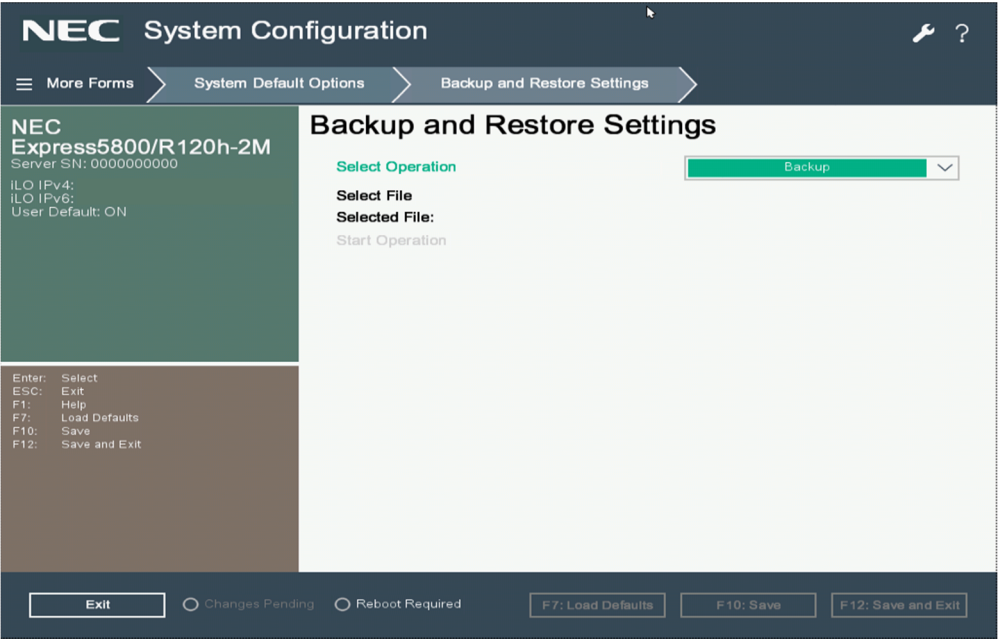 NEC System Configuration ?
More Forms System Default Options Backup and Restore Settings
NEC
Express5800/R120h-2M
Server SN: 0000000000
iLO IPv4:
iLO IPv6:
User Default: ON
Backup and Restore Settings
Select Operation Backup
Select File
Selected File:
Start Operation
Enter: Select
ESC: Exit
F1: Help
F7: Load Defaults
F10: Save
F12: Save and Exit
Exit Changes Pending Reboot Required F7: Load Defaults F10: Save F12: Save and Exit